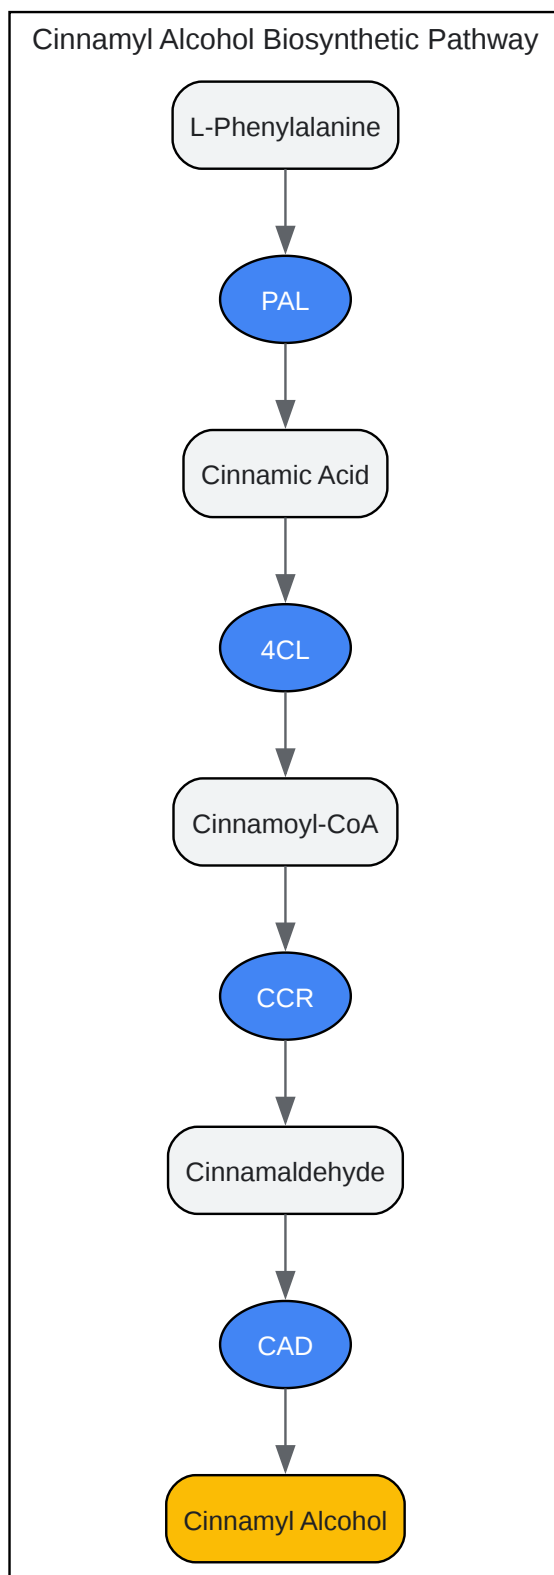 Cinnamyl Alcohol Biosynthetic Pathway
L-Phenylalanine
PAL
Cinnamic Acid
4CL
Cinnamoyl-CoA
CCR
Cinnamaldehyde
CAD
Cinnamyl Alcohol